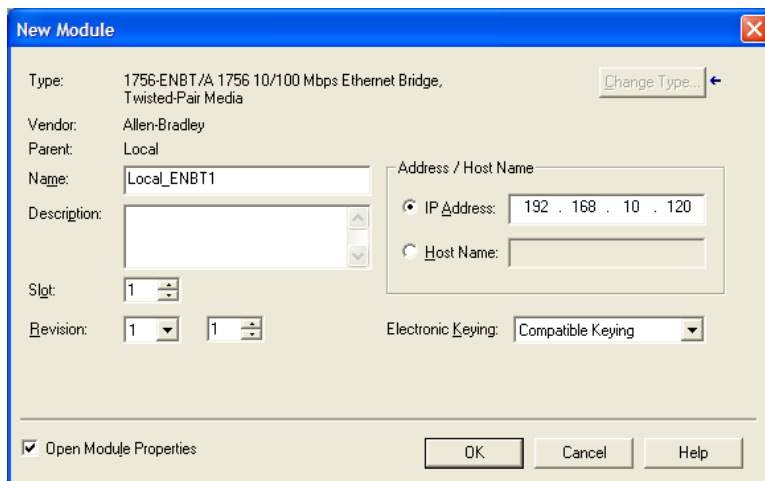 New Module
Type: 1756-ENBT/A 1756 10/100 Mbps Ethernet Bridge,
Twisted-Pair Media
Change Type...
Vendor: Allen-Bradley
Parent: Local
Name: Local_ENBT1
Address / Host Name
IP Address: 192 . 168 . 10 . 120
Description:
Host Name:
Slot: 1
Revision: 1 1
Electronic Keying: Compatible Keying
Open Module Properties
OK Cancel Help